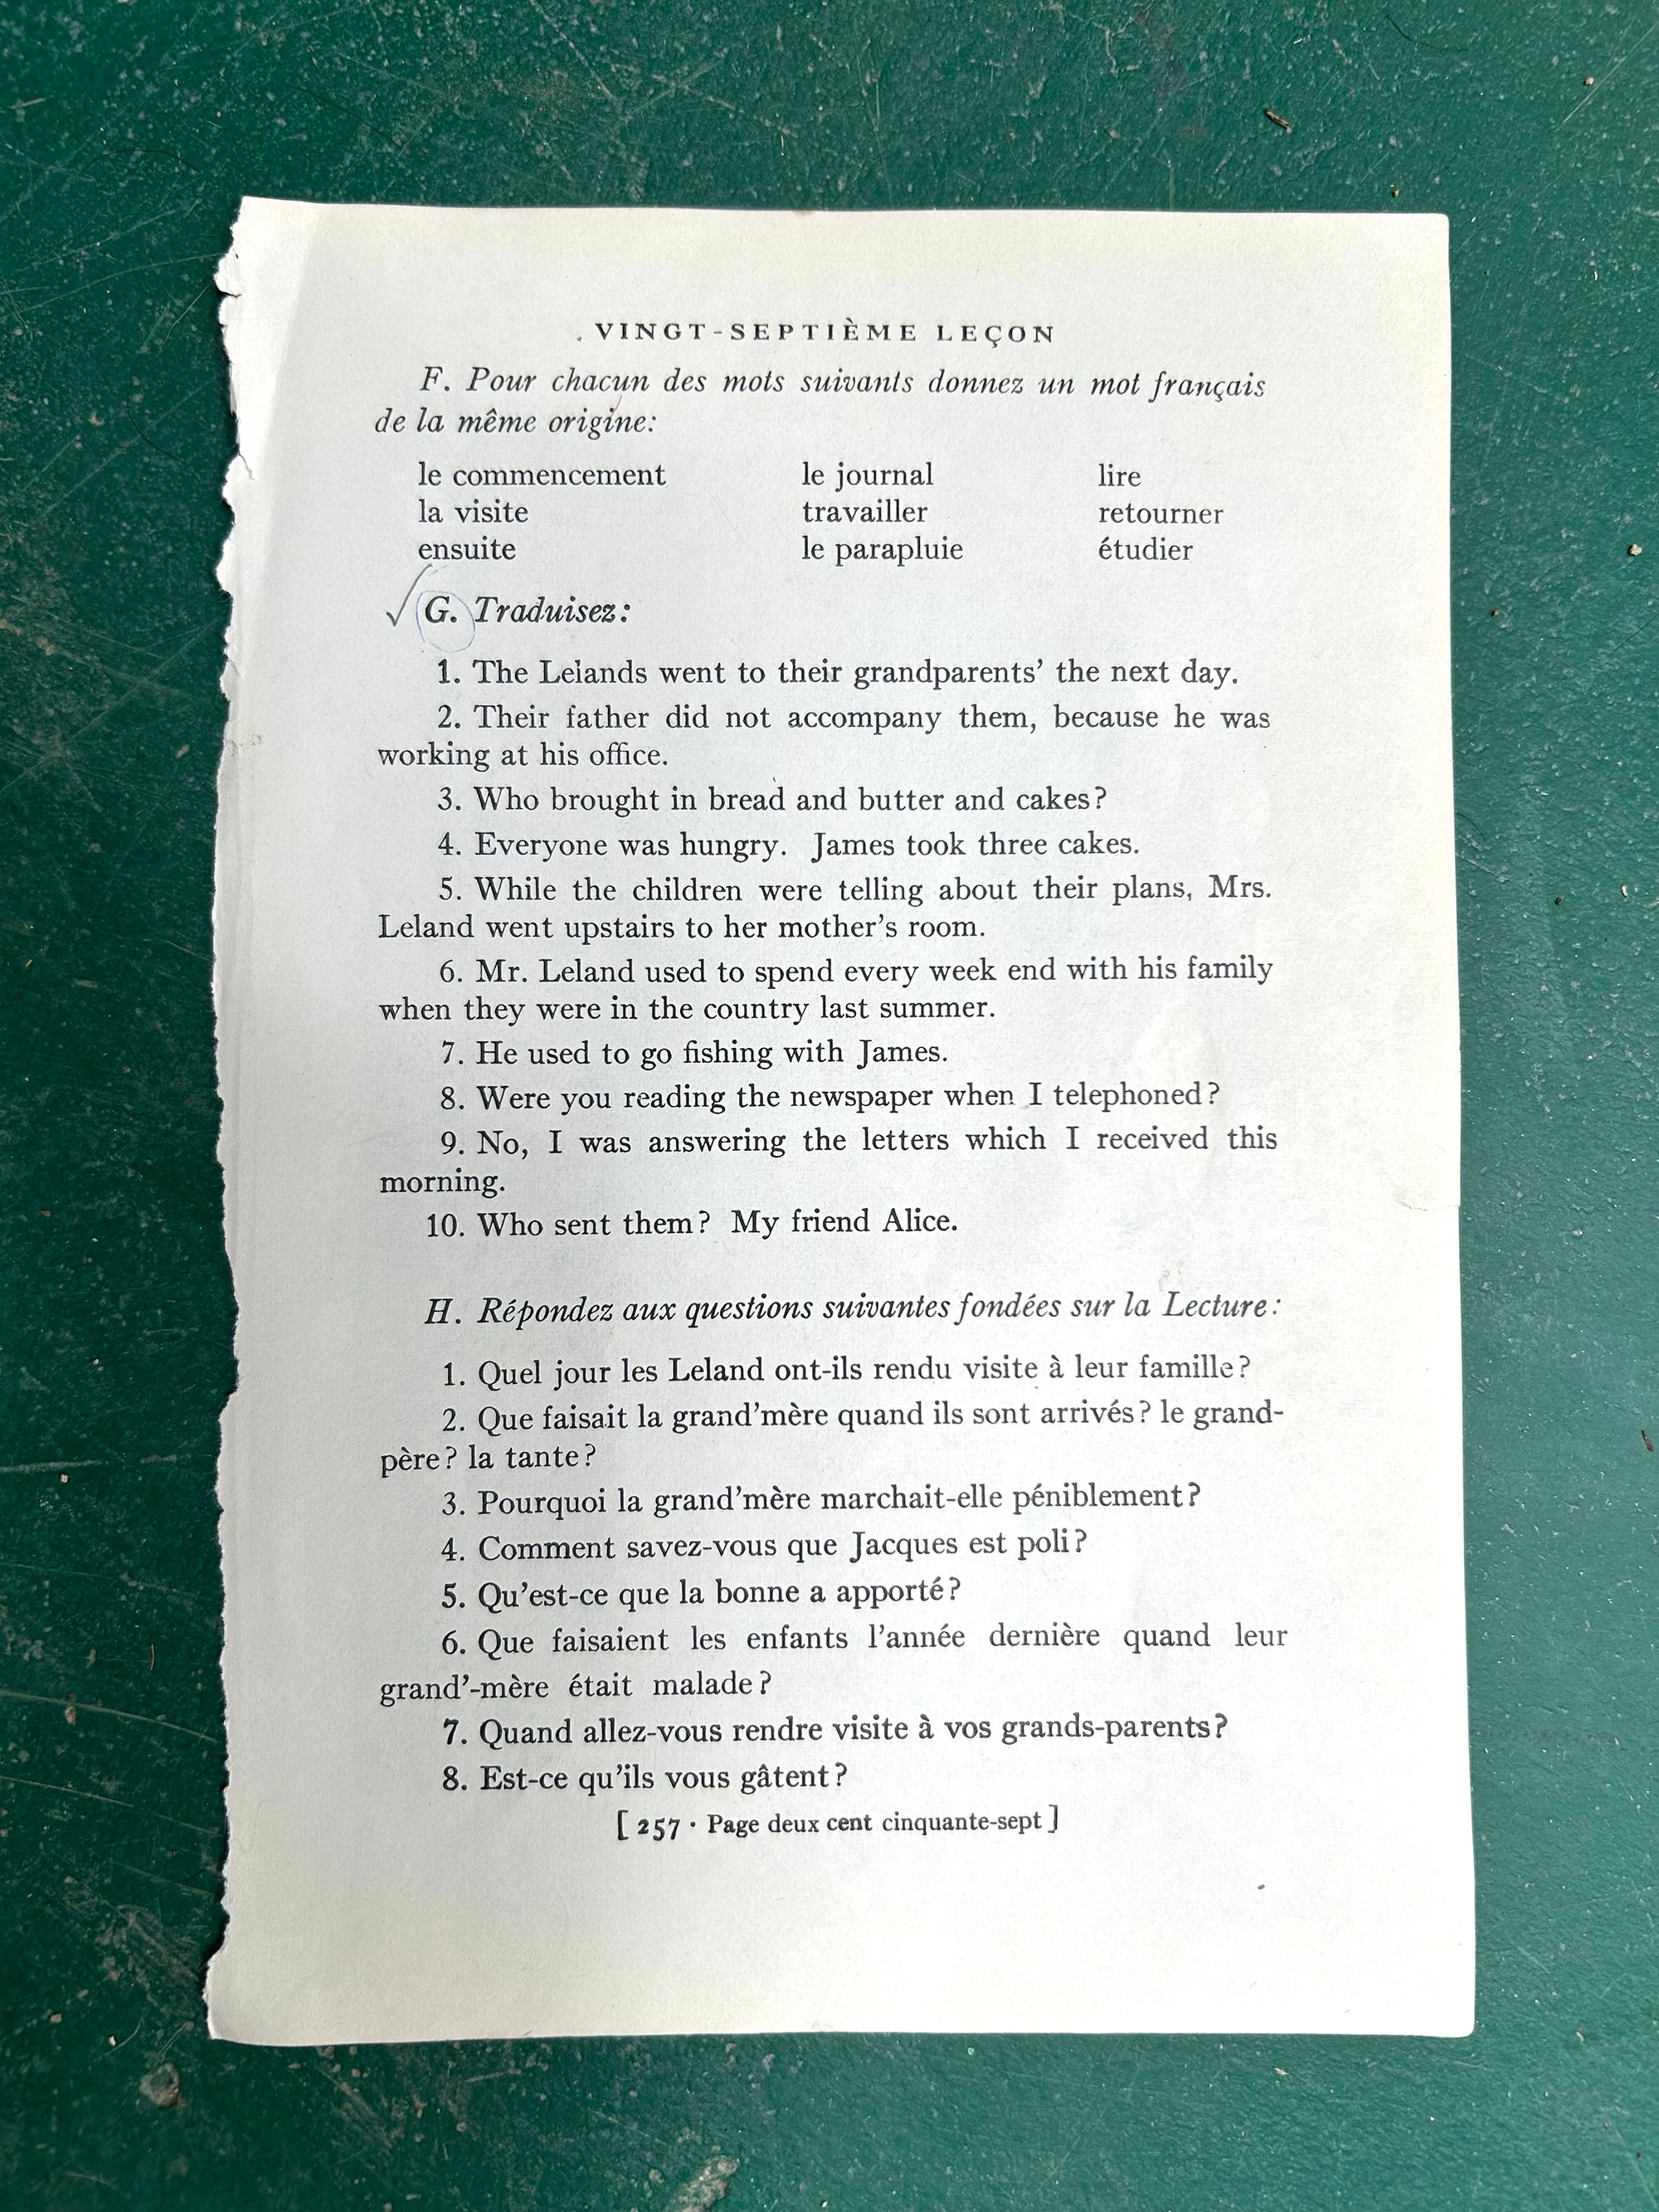 VINGT-SEPTIÈME LEÇON
F. Pour chacun des mots suivants donnez un mot français
de la même origine:
le commencement le journal lire
la visite travailler retourner
ensuite le parapluie étudier
G. Traduisez:
1. The Lelands went to their grandparents' the next day.
2. Their father did not accompany them, because he was
working at his office.
3. Who brought in bread and butter and cakes?
4. Everyone was hungry. James took three cakes.
5. While the children were telling about their plans, Mrs.
Leland went upstairs to her mother's room.
6. Mr. Leland used to spend every week end with his family
when they were in the country last summer.
7. He used to go fishing with James.
8. Were you reading the newspaper when I telephoned?
9. No, I was answering the letters which I received this
morning.
10. Who sent them? My friend Alice.
H. Répondez aux questions suivantes fondées sur la Lecture:
1. Quel jour les Leland ont-ils rendu visite à leur famille?
2. Que faisait la grand'mère quand ils sont arrivés? le grand-
père? la tante?
3. Pourquoi la grand'mère marchait-elle péniblement?
4. Comment savez-vous que Jacques est poli?
5. Qu'est-ce que la bonne a apporté?
6. Que faisaient les enfants l'année dernière quand leur
grand'-mère était malade?
7. Quand allez-vous rendre visite à vos grands-parents?
8. Est-ce qu'ils vous gâtent?
[ 257 · Page deux cent cinquante-sept ]